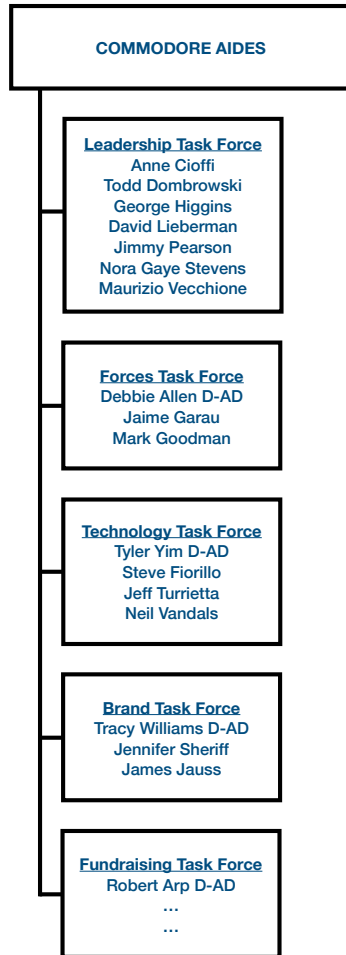 COMMODORE AIDES
Leadership Task Force
Anne Cioffi
Todd Dombrowski
George Higgins
David Lieberman
Jimmy Pearson
Nora Gaye Stevens
Maurizio Vecchione
Forces Task Force
Debbie Allen D-AD
Jaime Garau
Mark Goodman
Technology Task Force
Tyler Yim D-AD
Steve Fiorillo
Jeff Turrietta
Neil Vandals
Brand Task Force
Tracy Williams D-AD
Jennifer Sheriff
James Jauss
Fundraising Task Force
Robert Arp D-AD
…
…